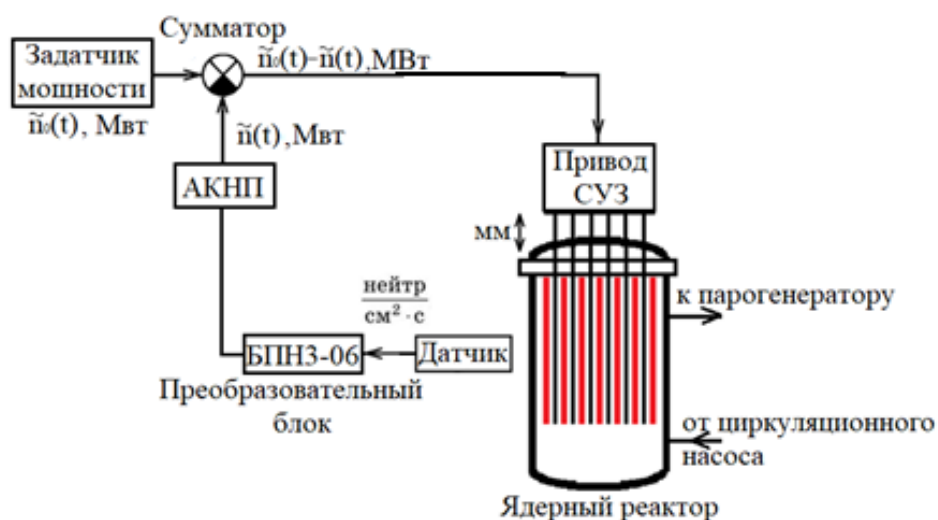 Сумматор
Задатчик
мощности
ñ₀(t), Мвт
ñ₀(t)-ñ(t),МВт
ñ(t),Мвт
АКНП
Привод
СУЗ
мм
к парогенератору
нейтр
см² · с
БПНЗ-06
Датчик
Преобразовательный
блок
от циркуляционного
насоса
Ядерный реактор